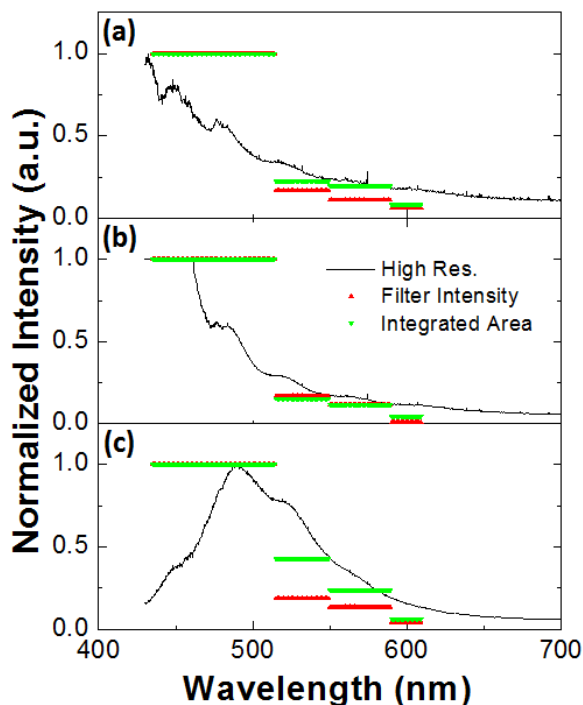 (a)
1.0
0.5
0.0
(b)
1.0
0.5
0.0
High Res.
Filter Intensity
Integrated Area
(c)
1.0
0.5
0.0
400 500 600 700
Wavelength (nm)
Normalized Intensity (a.u.)